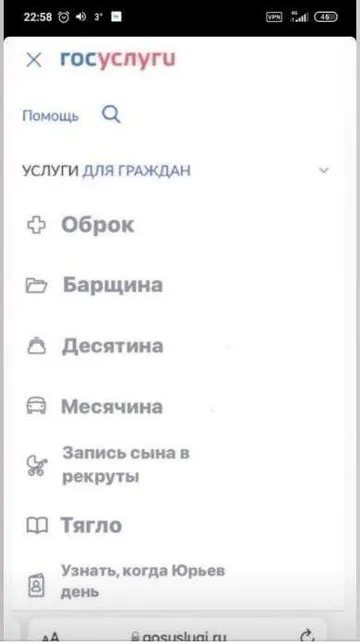 22:58 3°
VPN 4G 46
госуслуги
Помощь
УСЛУГИ ДЛЯ ГРАЖДАН
Оброк
Барщина
Десятина
Месячина
Запись сына в
рекруты
Тягло
Узнать, когда Юрьев
день
AA gosuslugi.ru